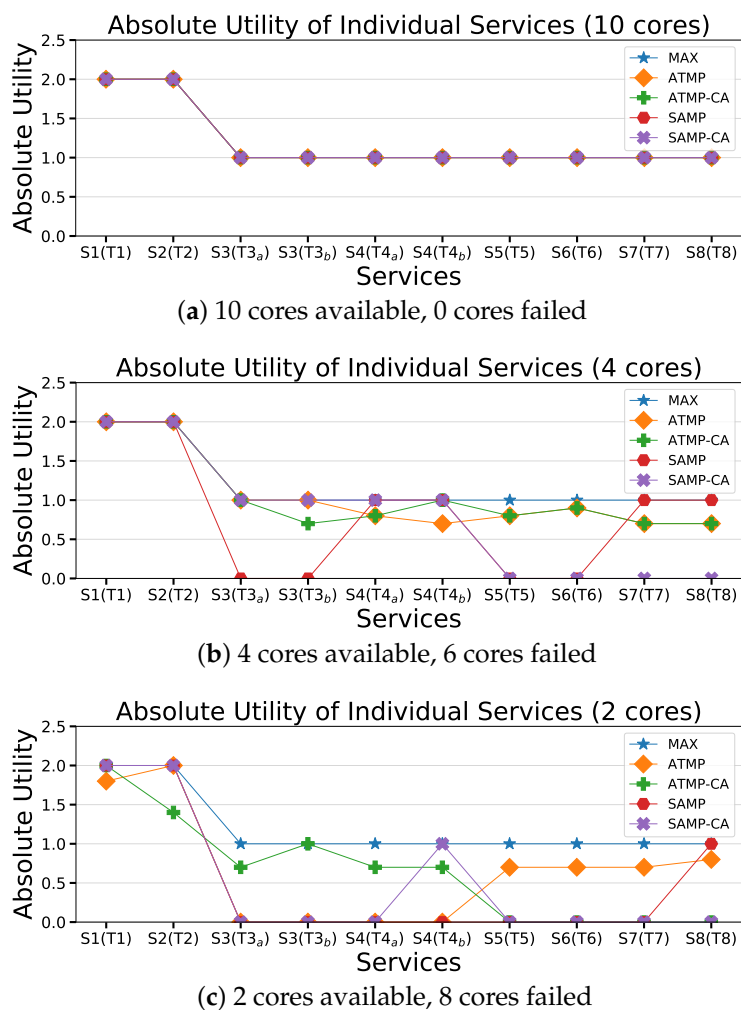 Absolute Utility of Individual Services (10 cores)
Absolute Utility
2.5
2.0
1.5
1.0
0.5
0.0
MAX
ATMP
ATMP-CA
SAMP
SAMP-CA
S1(T1) S2(T2) S3(T3a) S3(T3b) S4(T4a) S4(T4b) S5(T5) S6(T6) S7(T7) S8(T8)
Services
(a) 10 cores available, 0 cores failed
Absolute Utility of Individual Services (4 cores)
Absolute Utility
2.5
2.0
1.5
1.0
0.5
0.0
MAX
ATMP
ATMP-CA
SAMP
SAMP-CA
S1(T1) S2(T2) S3(T3a) S3(T3b) S4(T4a) S4(T4b) S5(T5) S6(T6) S7(T7) S8(T8)
Services
(b) 4 cores available, 6 cores failed
Absolute Utility of Individual Services (2 cores)
Absolute Utility
2.5
2.0
1.5
1.0
0.5
0.0
MAX
ATMP
ATMP-CA
SAMP
SAMP-CA
S1(T1) S2(T2) S3(T3a) S3(T3b) S4(T4a) S4(T4b) S5(T5) S6(T6) S7(T7) S8(T8)
Services
(c) 2 cores available, 8 cores failed